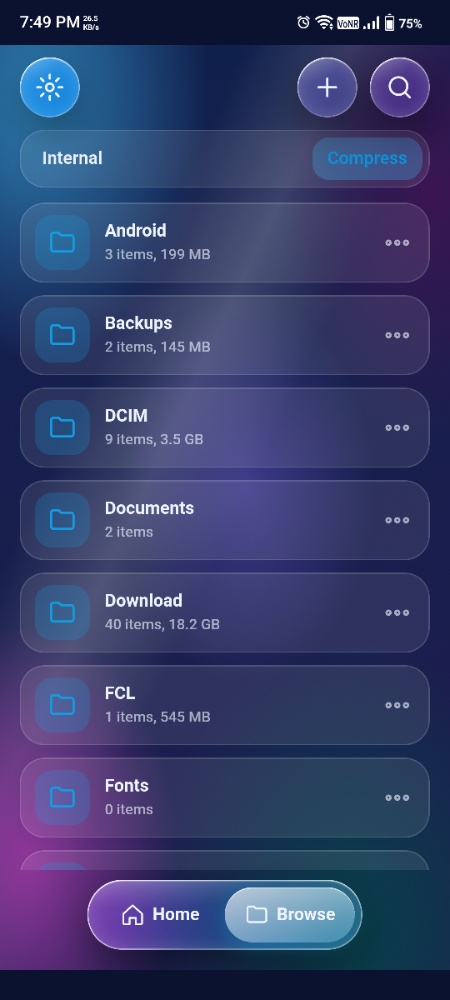 7:49 PM 26.5 KB/s VoNR 75%
Internal Compress
Android
3 items, 199 MB
Backups
2 items, 145 MB
DCIM
9 items, 3.5 GB
Documents
2 items
Download
40 items, 18.2 GB
FCL
1 items, 545 MB
Fonts
0 items
Home Browse